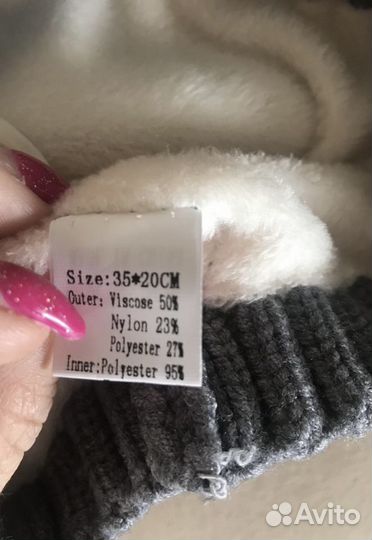 Size:35*20CM
Outer: Viscose 50%
Nylon 23%
Polyester 27%
Inner:Polyester 95%
Avito